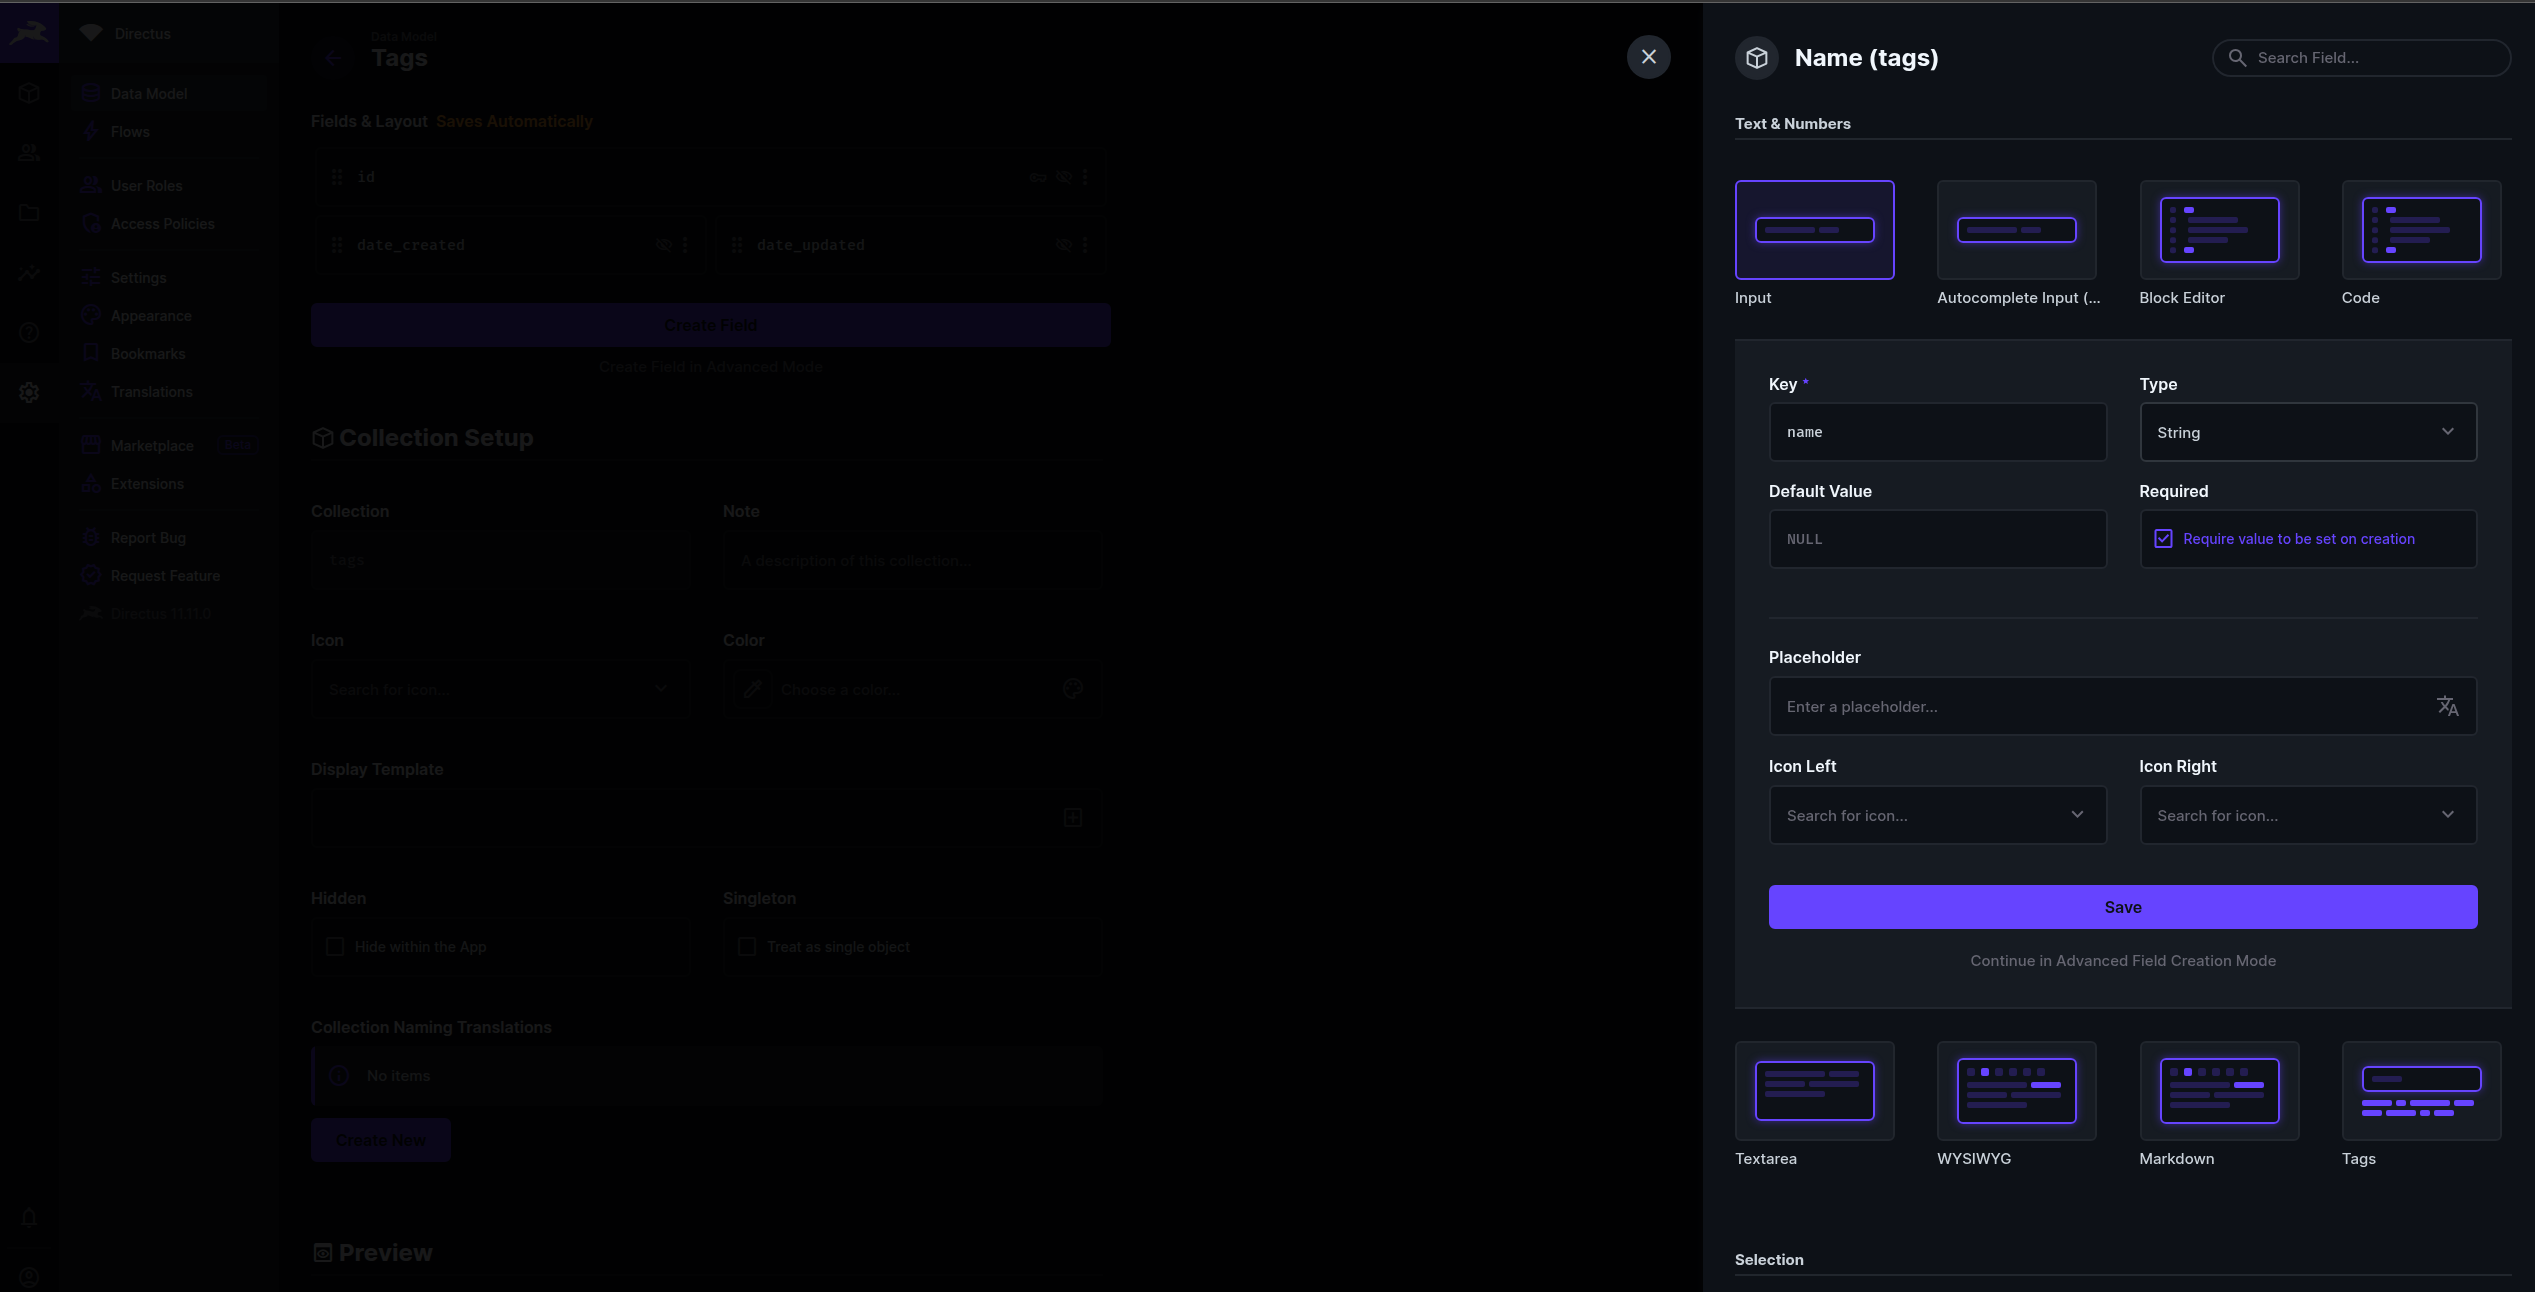 Directus
Data Model
Flows
User Roles
Access Policies
Settings
Appearance
Bookmarks
Translations
Marketplace Beta
Extensions
Report Bug
Request Feature
Directus 11.11.0
Data Model
Tags
Fields & Layout Saves Automatically
id
date_created
date_updated
Create Field
Create Field in Advanced Mode
Collection Setup
Collection
Note
tags
A description of this collection...
Icon
Color
Search for icon...
Choose a color...
Display Template
Hidden
Singleton
Hide within the App
Treat as single object
Collection Naming Translations
No items
Create New
Preview
Name (tags)
Search Field...
Text & Numbers
Input
Autocomplete Input (...
Block Editor
Code
Key *
Type
name
String
Default Value
Required
NULL
Require value to be set on creation
Placeholder
Enter a placeholder...
Icon Left
Icon Right
Search for icon...
Search for icon...
Save
Continue in Advanced Field Creation Mode
Textarea
WYSIWYG
Markdown
Tags
Selection